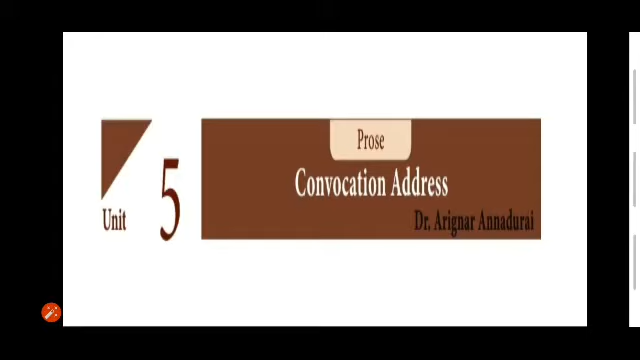 Prose
Convocation Address
Dr. Arignar Annadurai
Unit 5